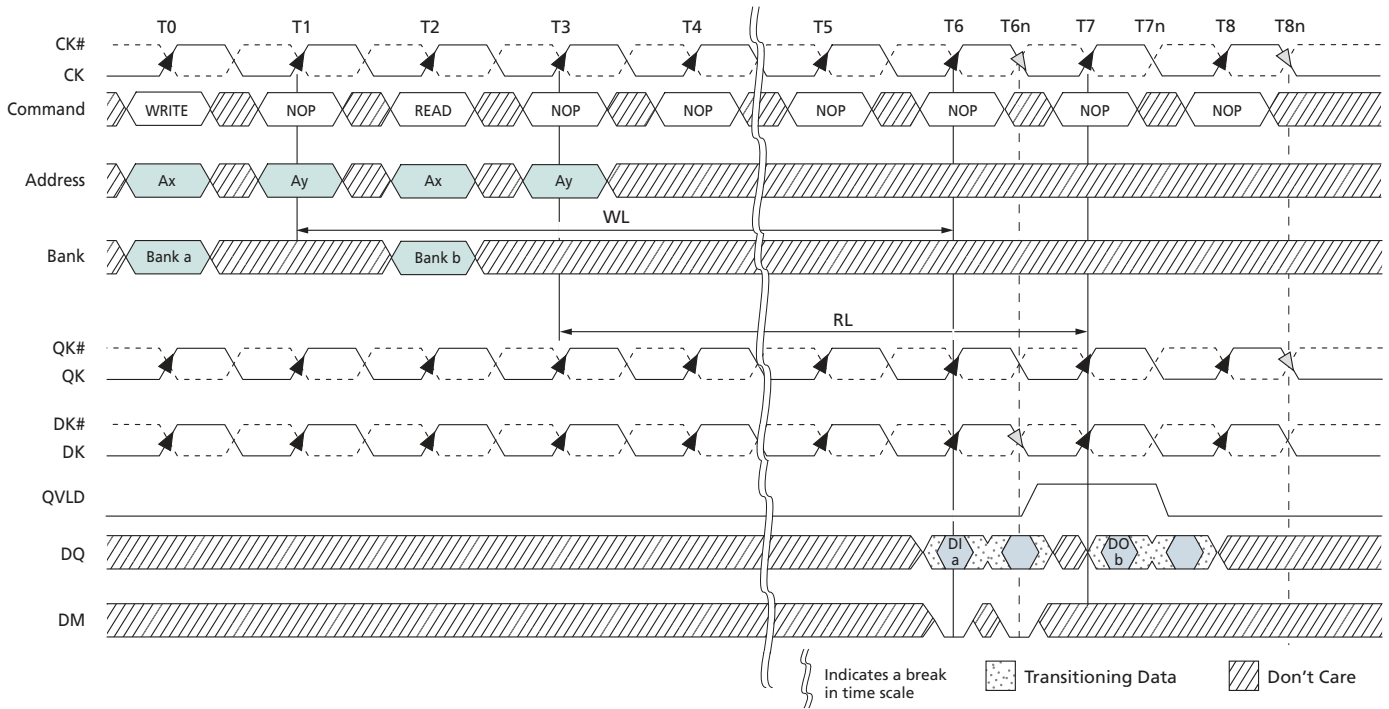 T0 T1 T2 T3 T4 T5 T6 T6n T7 T7n T8 T8n
CK#
CK
Command WRITE NOP READ NOP NOP NOP NOP NOP NOP
Address Ax Ay Ax Ay
WL
Bank Bank a Bank b
RL
QK#
QK
DK#
DK
QVLD
DQ DI a DO b
DM
Indicates a break in time scale Transitioning Data Don't Care